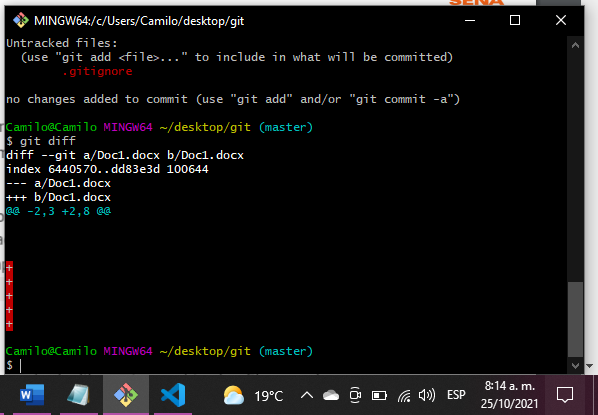 SENA
MINGW64:/c/Users/Camilo/desktop/git
Untracked files:
(use "git add <file>..." to include in what will be committed)
.gitignore
no changes added to commit (use "git add" and/or "git commit -a")
Camilo@Camilo MINGW64 ~/desktop/git (master)
$ git diff
diff --git a/Doc1.docx b/Doc1.docx
index 6440570..dd83e3d 100644
--- a/Doc1.docx
+++ b/Doc1.docx
@@ -2,3 +2,8 @@
+
+
+
+
+
Camilo@Camilo MINGW64 ~/desktop/git (master)
$
19°C
ESP
8:14 a. m.
25/10/2021